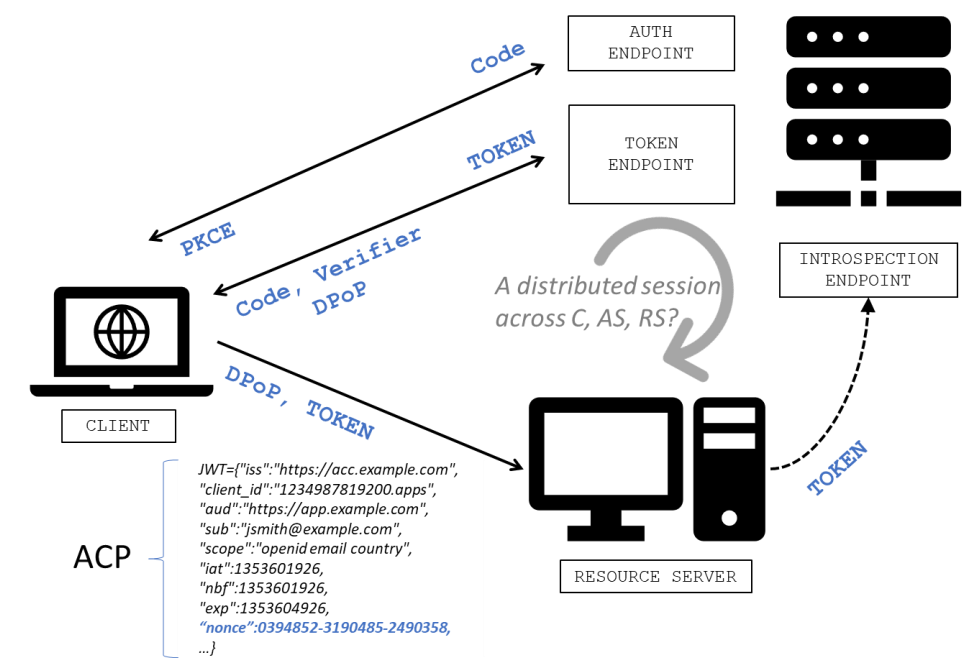 AUTH
ENDPOINT
Code
TOKEN
ENDPOINT
TOKEN
PKCE
Code, Verifier
DPoP
A distributed session
across C, AS, RS?
INTROSPECTION
ENDPOINT
DPoP, TOKEN
CLIENT
TOKEN
JWT={"iss":"https://acc.example.com",
"client_id":"1234987819200.apps",
"aud":"https://app.example.com",
"sub":"jsmith@example.com",
"scope":"openid email country",
"iat":1353601926,
"nbf":1353601926,
"exp":1353604926,
“nonce”:0394852-3190485-2490358,
...}
ACP
RESOURCE SERVER